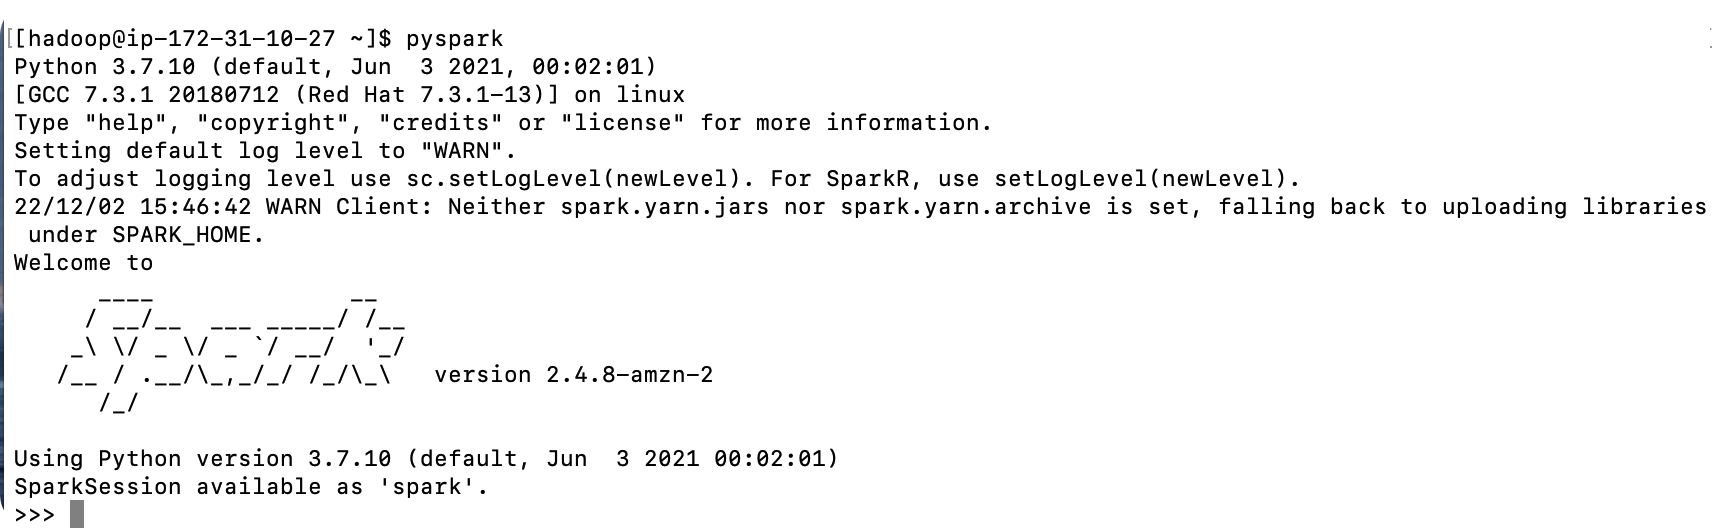 [[hadoop@ip-172-31-10-27 ~]$ pyspark
Python 3.7.10 (default, Jun  3 2021, 00:02:01)
[GCC 7.3.1 20180712 (Red Hat 7.3.1-13)] on linux
Type "help", "copyright", "credits" or "license" for more information.
Setting default log level to "WARN".
To adjust logging level use sc.setLogLevel(newLevel). For SparkR, use setLogLevel(newLevel).
22/12/02 15:46:42 WARN Client: Neither spark.yarn.jars nor spark.yarn.archive is set, falling back to uploading libraries
 under SPARK_HOME.
Welcome to
      ____              __
     / __/__  ___ _____/ /__
    _\ \/ _ \/ _ `/ __/  '_/
   /__ / .__/\_,_/_/ /_/\_\   version 2.4.8-amzn-2
      /_/

Using Python version 3.7.10 (default, Jun  3 2021 00:02:01)
SparkSession available as 'spark'.
>>>